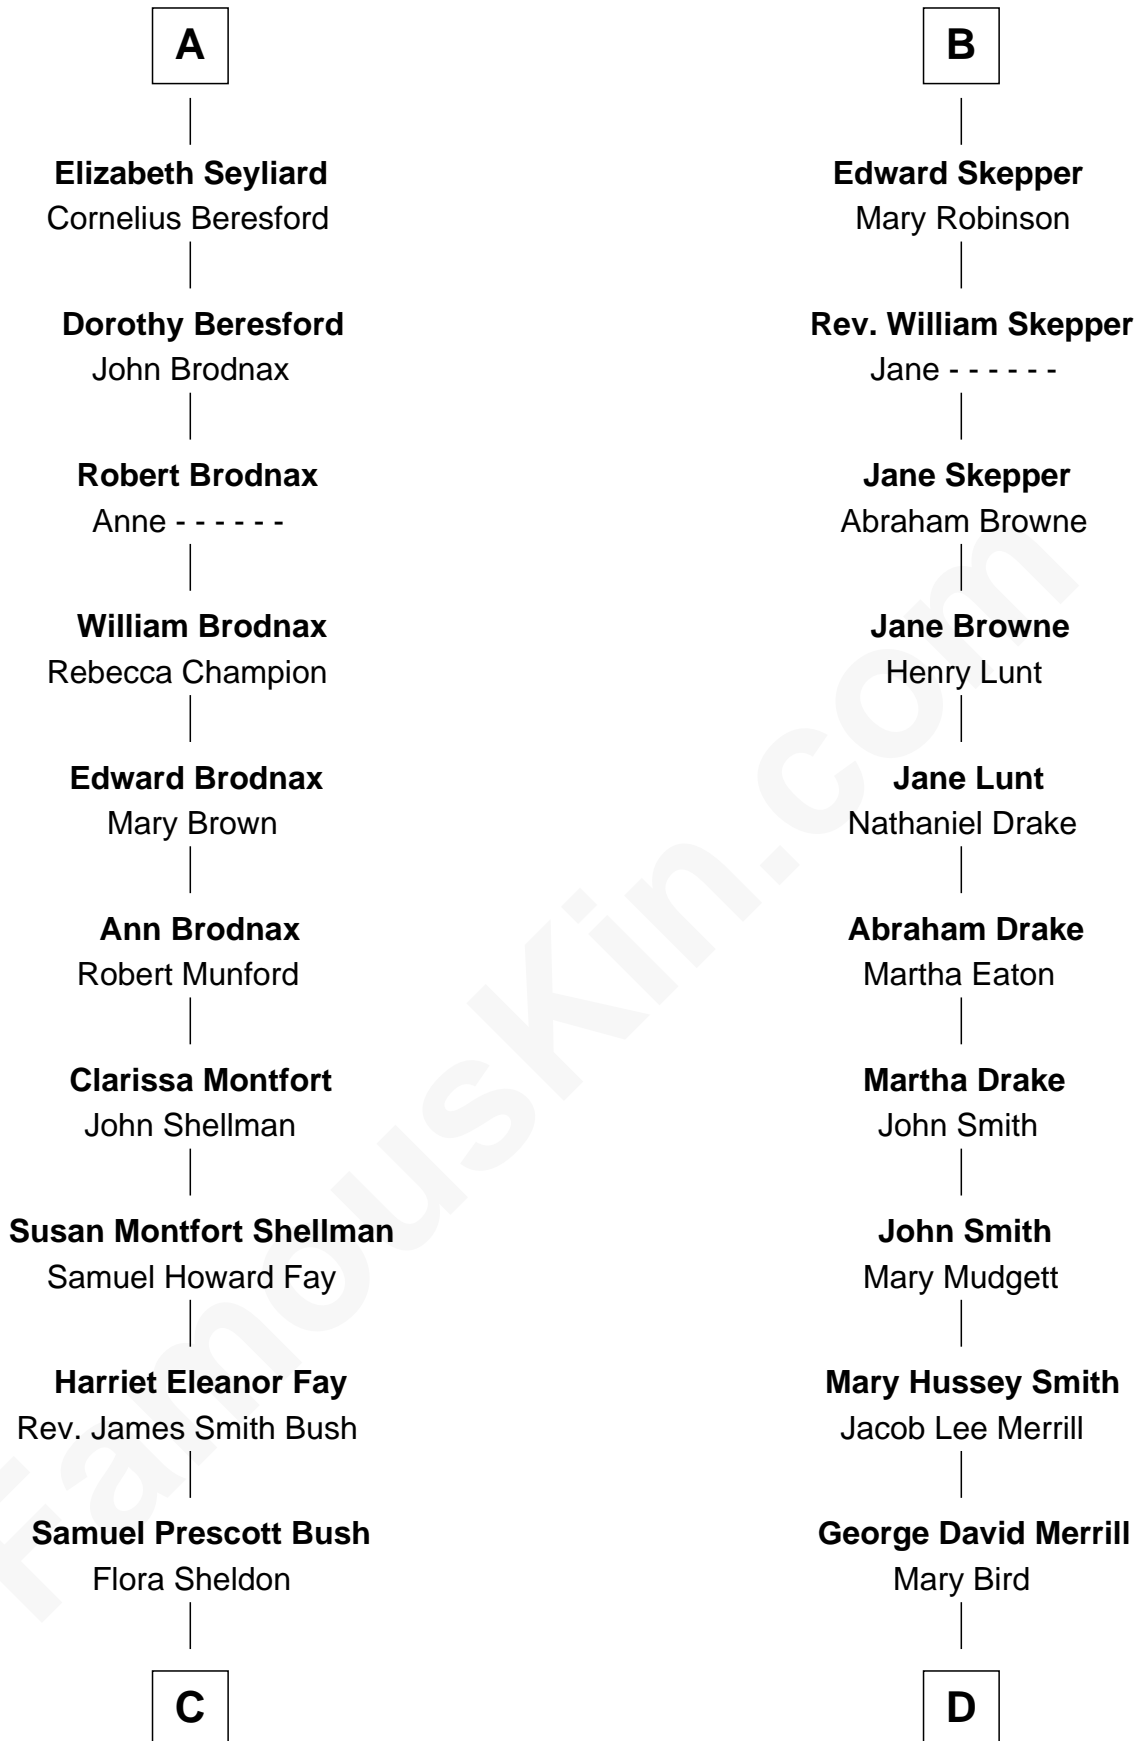 A
Elizabeth Seyliard
Cornelius Beresford
Dorothy Beresford
John Brodnax
Robert Brodnax
Anne - - - - - -
William Brodnax
Rebecca Champion
Edward Brodnax
Mary Brown
Ann Brodnax
Robert Munford
Clarissa Montfort
John Shellman
Susan Montfort Shellman
Samuel Howard Fay
Harriet Eleanor Fay
Rev. James Smith Bush
Samuel Prescott Bush
Flora Sheldon
C
B
Edward Skepper
Mary Robinson
Rev. William Skepper
Jane - - - - - -
Jane Skepper
Abraham Browne
Jane Browne
Henry Lunt
Jane Lunt
Nathaniel Drake
Abraham Drake
Martha Eaton
Martha Drake
John Smith
John Smith
Mary Mudgett
Mary Hussey Smith
Jacob Lee Merrill
George David Merrill
Mary Bird
D
FamousKin.com